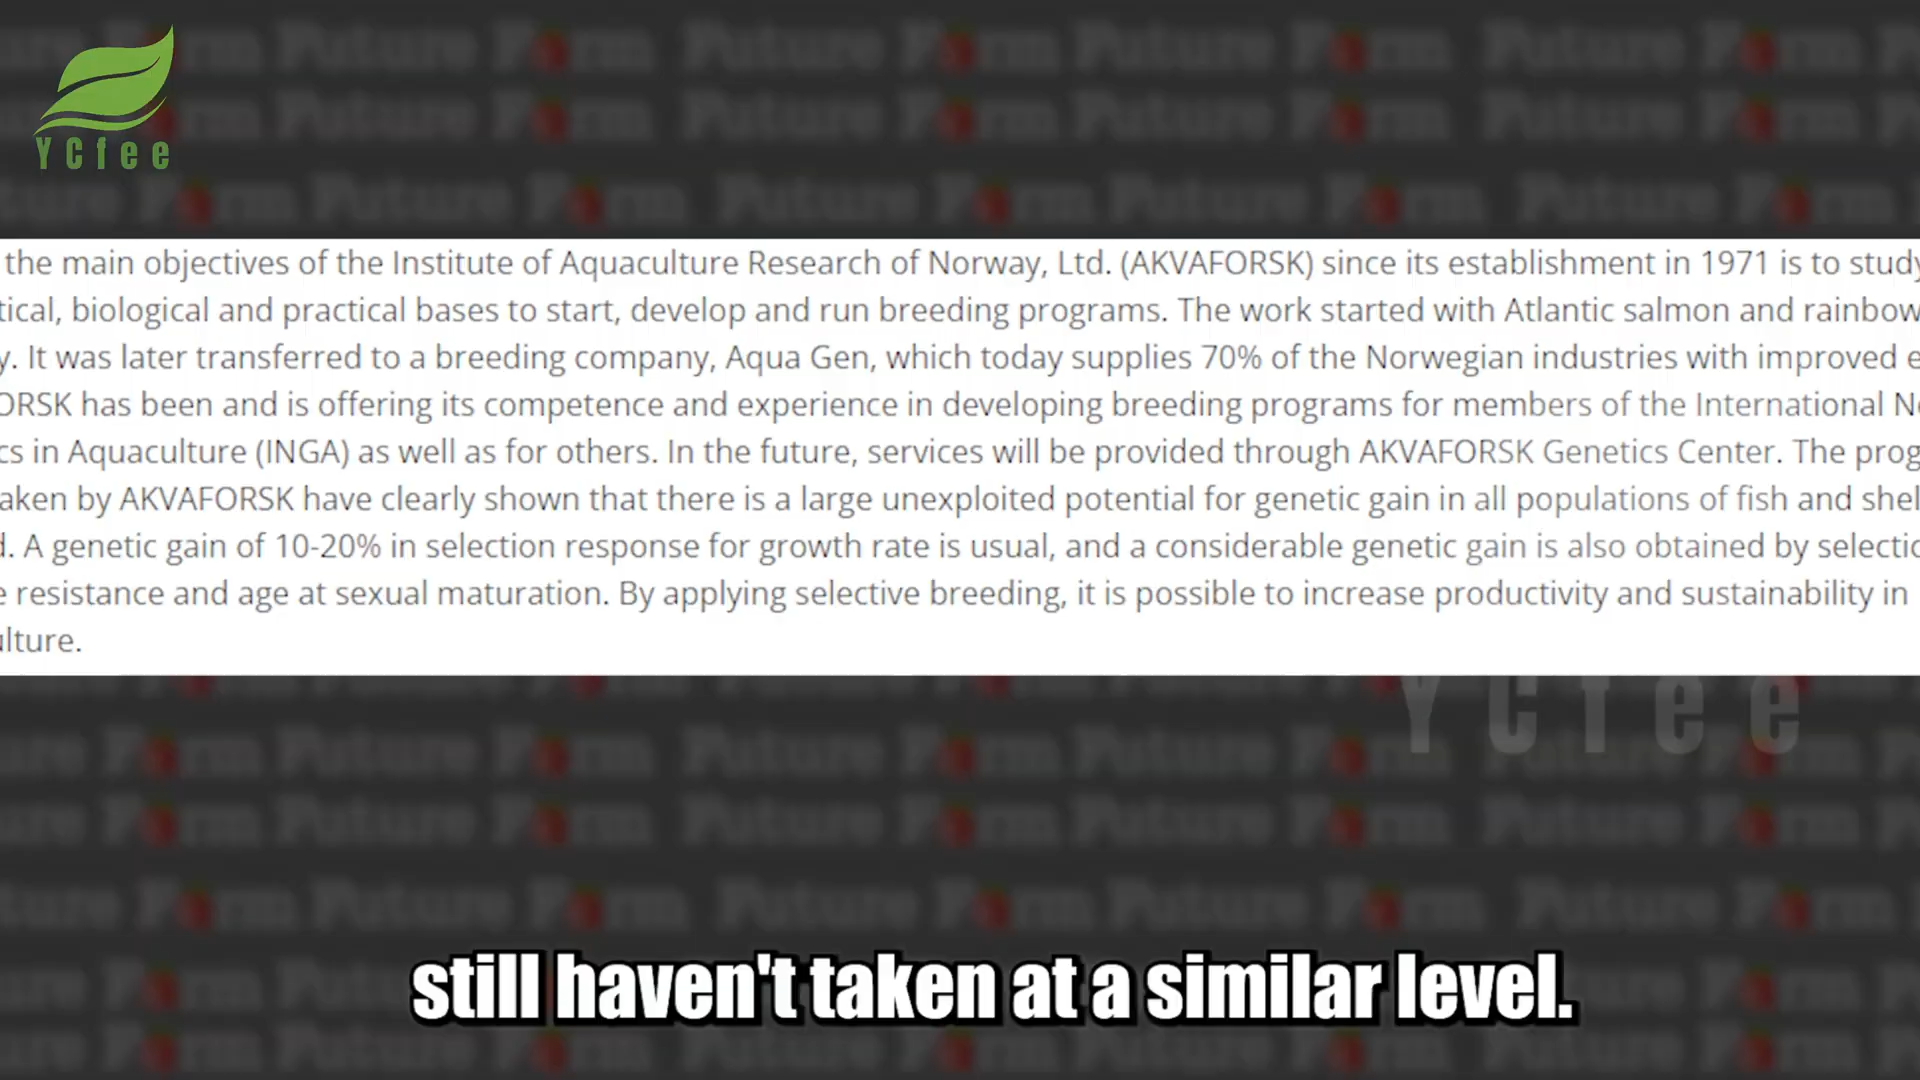 YCfee
the main objectives of the Institute of Aquaculture Research of Norway, Ltd. (AKVAFORSK) since its establishment in 1971 is to study
tical, biological and practical bases to start, develop and run breeding programs. The work started with Atlantic salmon and rainbow
y. It was later transferred to a breeding company, Aqua Gen, which today supplies 70% of the Norwegian industries with improved e
ORSK has been and is offering its competence and experience in developing breeding programs for members of the International Ne
cs in Aquaculture (INGA) as well as for others. In the future, services will be provided through AKVAFORSK Genetics Center. The prog
aken by AKVAFORSK have clearly shown that there is a large unexploited potential for genetic gain in all populations of fish and shel
d. A genetic gain of 10-20% in selection response for growth rate is usual, and a considerable genetic gain is also obtained by selectio
e resistance and age at sexual maturation. By applying selective breeding, it is possible to increase productivity and sustainability in
ulture.
YCfee
still haven't taken at a similar level.